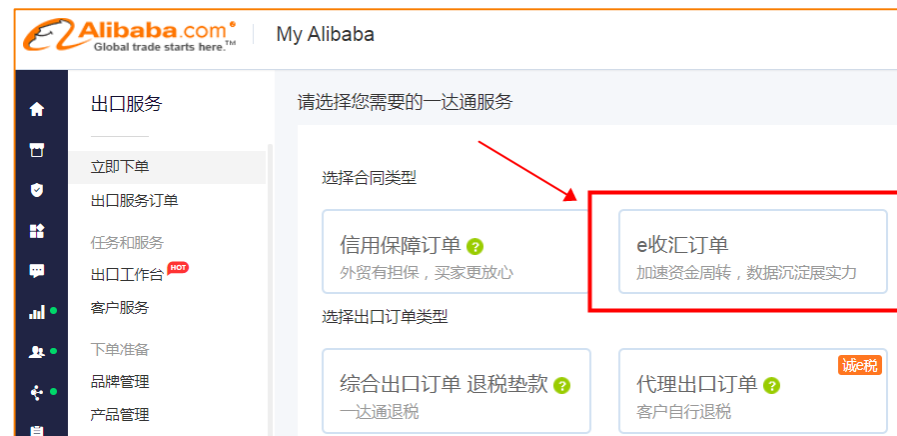 Alibaba.com®
Global trade starts here.™
My Alibaba
出口服务
立即下单
出口服务订单
任务和服务
出口工作台 HOT
客户服务
下单准备
品牌管理
产品管理
请选择您需要的一达通服务
选择合同类型
信用保障订单 ?
外贸有担保，买家更放心
e收汇订单
加速资金周转，数据沉淀展实力
选择出口订单类型
综合出口订单 退税垫款 ?
一达通退税
诚e税
代理出口订单 ?
客户自行退税